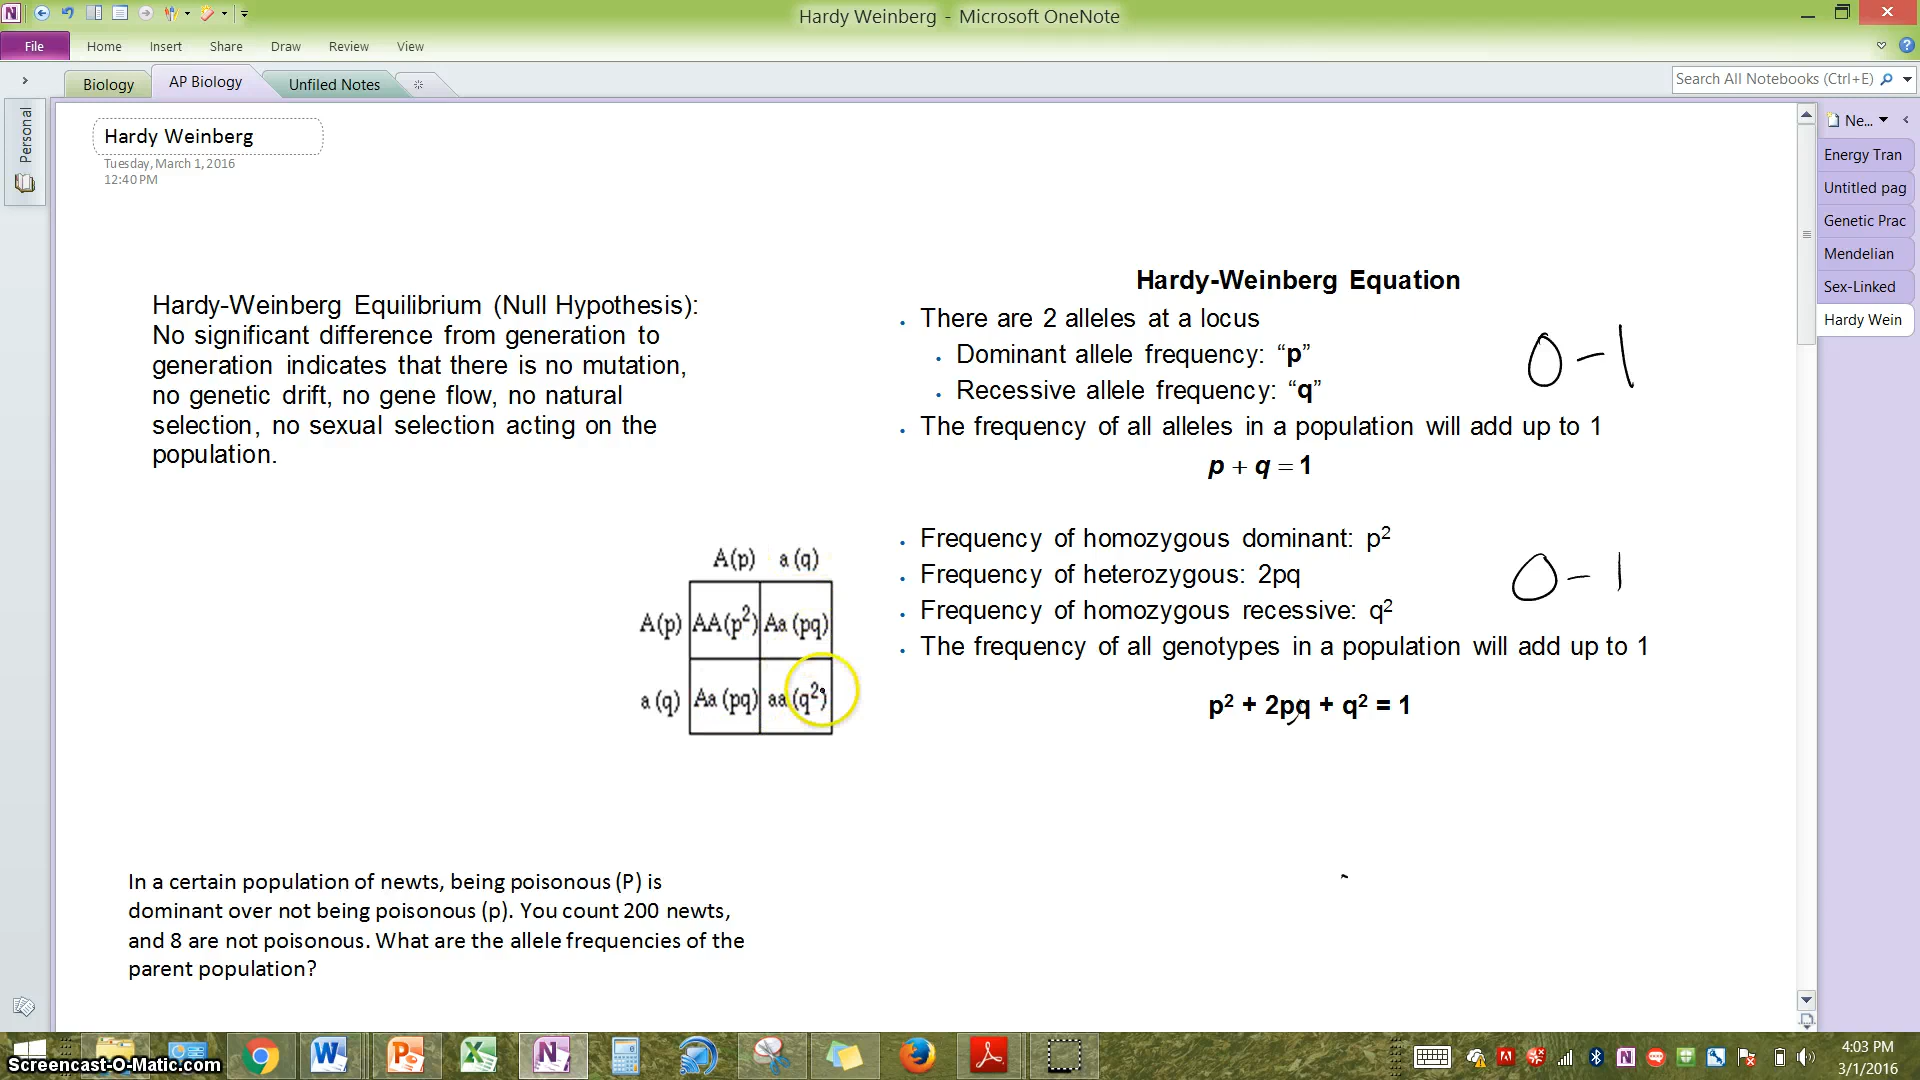 Hardy Weinberg - Microsoft OneNote
File Home Insert Share Draw Review View
Biology AP Biology Unfiled Notes
Search All Notebooks (Ctrl+E)
Personal
Ne...
Energy Tran
Untitled pag
Genetic Prac
Mendelian
Sex-Linked
Hardy Wein
Hardy Weinberg
Tuesday, March 1, 2016
12:40 PM
Hardy-Weinberg Equilibrium (Null Hypothesis):
No significant difference from generation to
generation indicates that there is no mutation,
no genetic drift, no gene flow, no natural
selection, no sexual selection acting on the
population.
A(p) a(q)
A(p) AA(p²) Aa(pq)
a(q) Aa(pq) aa(q²)
Hardy-Weinberg Equation
• There are 2 alleles at a locus
• Dominant allele frequency: “p”
• Recessive allele frequency: “q”
0 - 1
• The frequency of all alleles in a population will add up to 1
p + q = 1
• Frequency of homozygous dominant: p²
• Frequency of heterozygous: 2pq
0 - 1
• Frequency of homozygous recessive: q²
• The frequency of all genotypes in a population will add up to 1
p² + 2pq + q² = 1
In a certain population of newts, being poisonous (P) is
dominant over not being poisonous (p). You count 200 newts,
and 8 are not poisonous. What are the allele frequencies of the
parent population?
Screencast-O-Matic.com
4:03 PM
3/1/2016